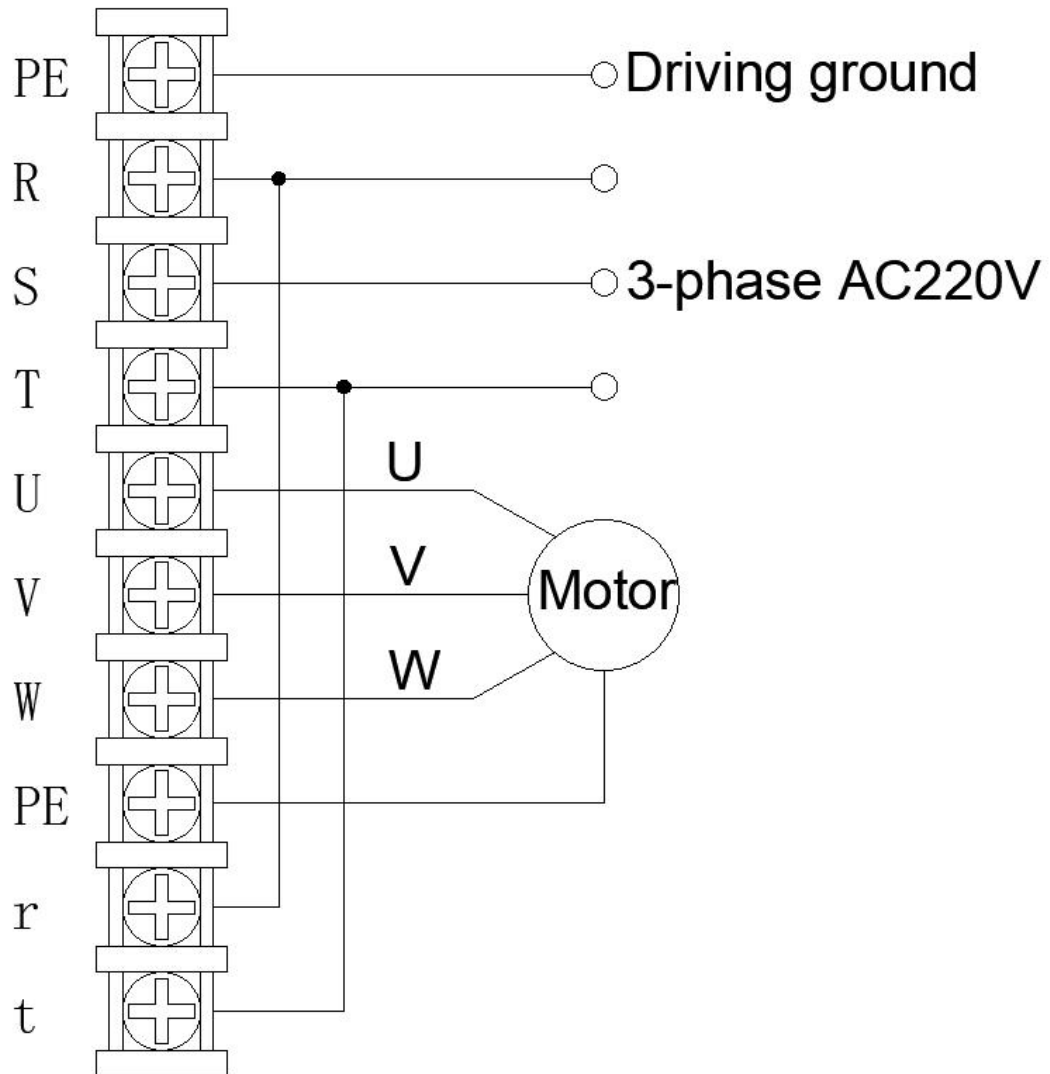 PE Driving ground
R
S 3-phase AC220V
T
U U
V V
Motor
W W
PE
r
t